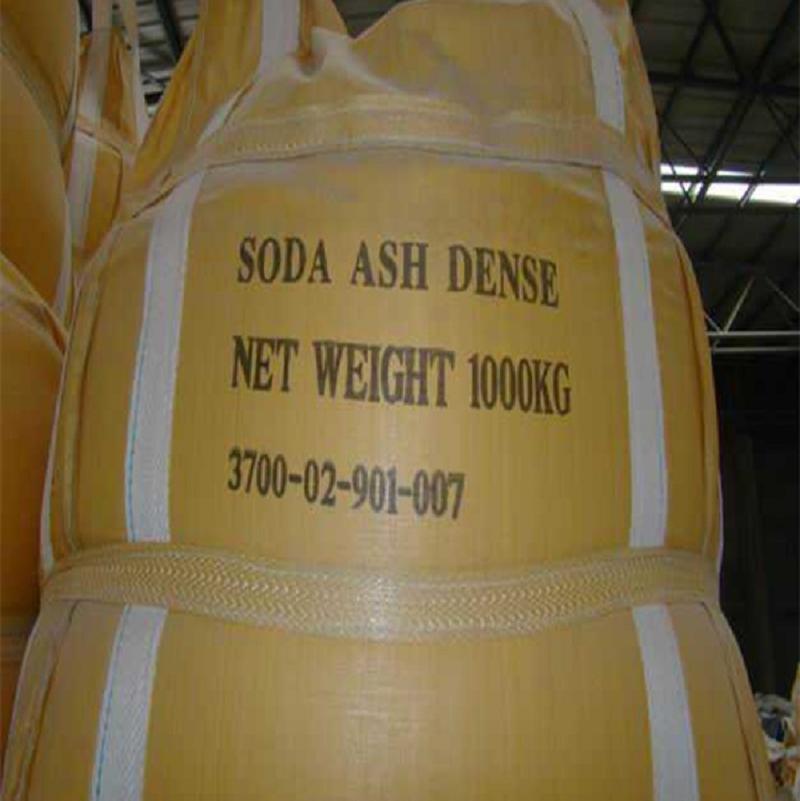 SODA ASH DENSE
NET WEIGHT 1000KG
3700-02-901-007